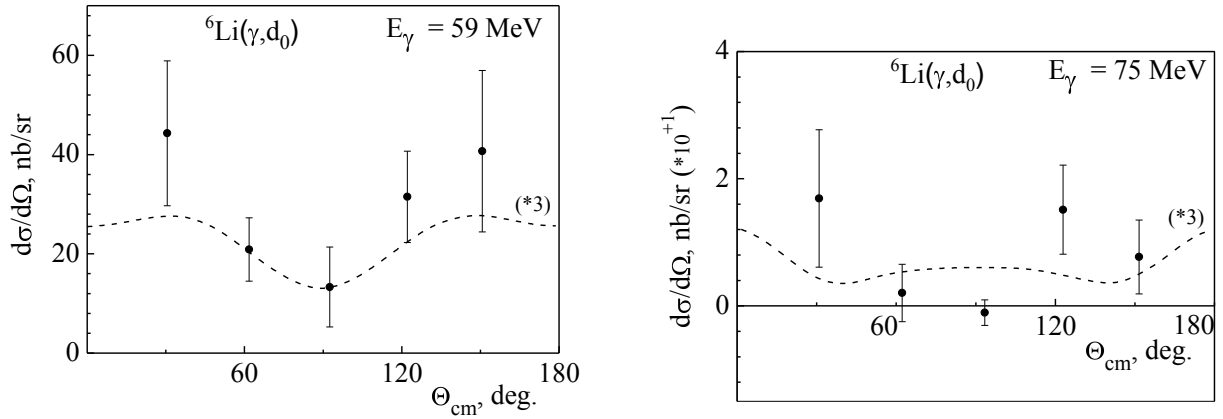 ⁶Li(γ,d₀) E_γ = 59 MeV
60
40
20
0
dσ/dΩ, nb/sr
(*3)
60 120 180
Θ_cm, deg.
⁶Li(γ,d₀) E_γ = 75 MeV
4
2
0
dσ/dΩ, nb/sr (*10⁺¹)
(*3)
60 120 180
Θ_cm, deg.